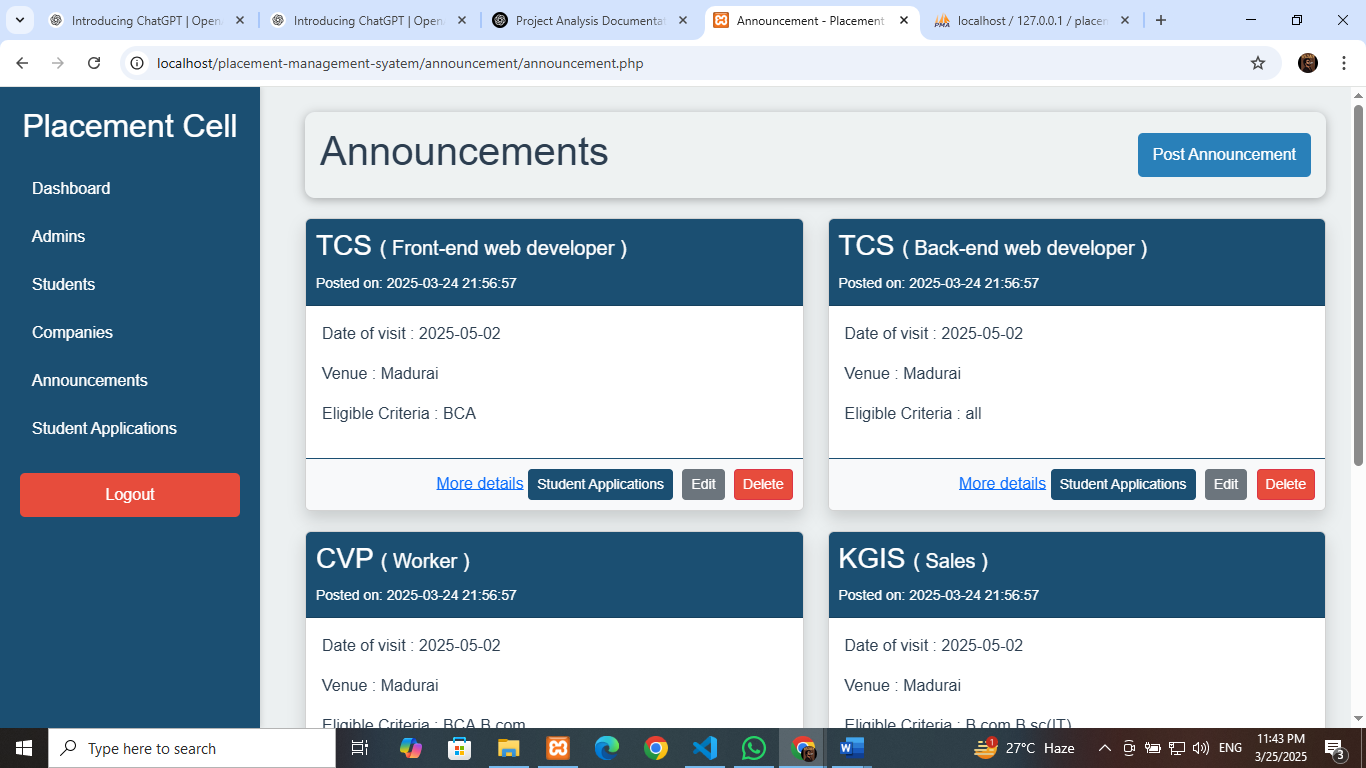 Introducing ChatGPT | Open
Introducing ChatGPT | Open
Project Analysis Documentat
Announcement - Placement
localhost / 127.0.0.1 / placem
localhost/placement-management-syatem/announcement/announcement.php
Placement Cell
Dashboard
Admins
Students
Companies
Announcements
Student Applications
Logout
Announcements
Post Announcement
TCS ( Front-end web developer )
Posted on: 2025-03-24 21:56:57
Date of visit : 2025-05-02
Venue : Madurai
Eligible Criteria : BCA
More details Student Applications Edit Delete
TCS ( Back-end web developer )
Posted on: 2025-03-24 21:56:57
Date of visit : 2025-05-02
Venue : Madurai
Eligible Criteria : all
More details Student Applications Edit Delete
CVP ( Worker )
Posted on: 2025-03-24 21:56:57
Date of visit : 2025-05-02
Venue : Madurai
Eligible Criteria : BCA B.com
KGIS ( Sales )
Posted on: 2025-03-24 21:56:57
Date of visit : 2025-05-02
Venue : Madurai
Eligible Criteria : B.com B.sc(IT)
Type here to search
1
27°C Haze
ENG
11:43 PM
3/25/2025
3